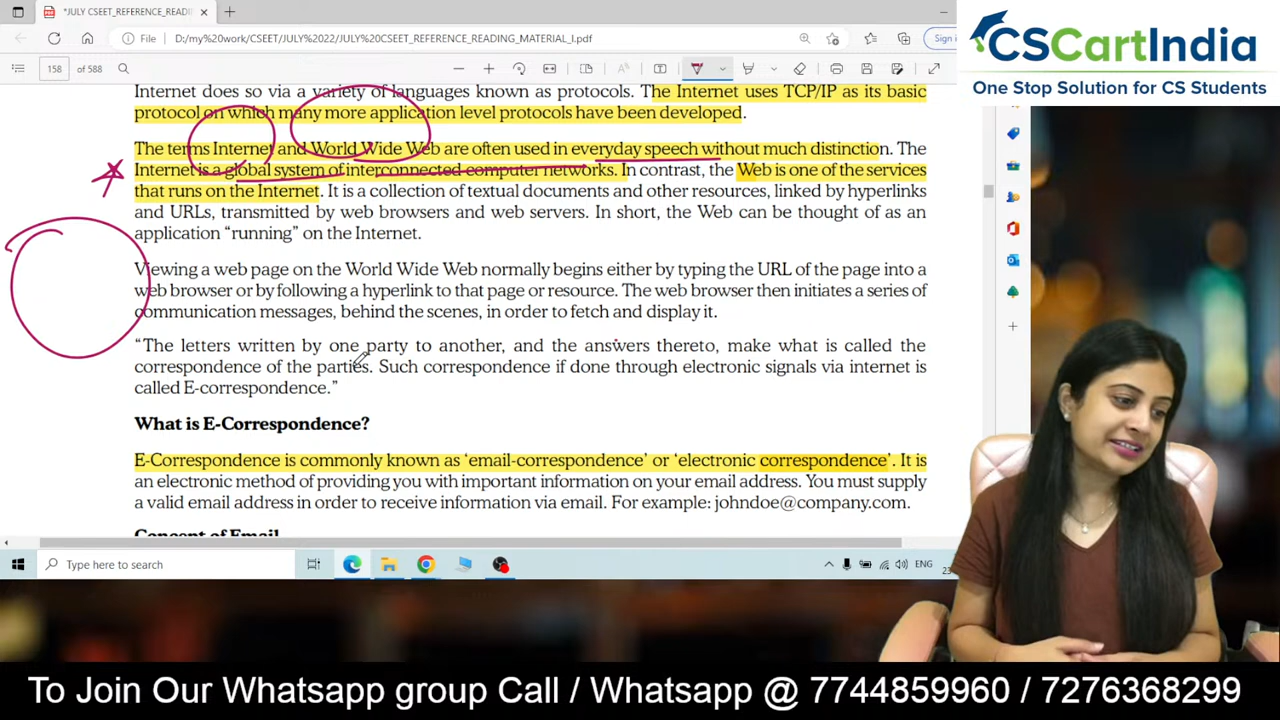 *JULY CSEET_REFERENCE_READING
File
D:/my%20work/CSEET/JULY%202022/JULY%20CSEET_REFERENCE_READING_MATERIAL_I.pdf
Sign i
158 of 588
CSCartIndia
One Stop Solution for CS Students
Internet does so via a variety of languages known as protocols. The Internet uses TCP/IP as its basic
protocol on which many more application level protocols have been developed.
The terms Internet and World Wide Web are often used in everyday speech without much distinction. The
Internet is a global system of interconnected computer networks. In contrast, the Web is one of the services
that runs on the Internet. It is a collection of textual documents and other resources, linked by hyperlinks
and URLs, transmitted by web browsers and web servers. In short, the Web can be thought of as an
application “running” on the Internet.
Viewing a web page on the World Wide Web normally begins either by typing the URL of the page into a
web browser or by following a hyperlink to that page or resource. The web browser then initiates a series of
communication messages, behind the scenes, in order to fetch and display it.
“The letters written by one party to another, and the answers thereto, make what is called the
correspondence of the parties. Such correspondence if done through electronic signals via internet is
called E-correspondence.”
What is E-Correspondence?
E-Correspondence is commonly known as ‘email-correspondence’ or ‘electronic correspondence’. It is
an electronic method of providing you with important information on your email address. You must supply
a valid email address in order to receive information via email. For example: johndoe@company.com.
Concept of Email
Type here to search
ENG
23
To Join Our Whatsapp group Call / Whatsapp @ 7744859960 / 7276368299